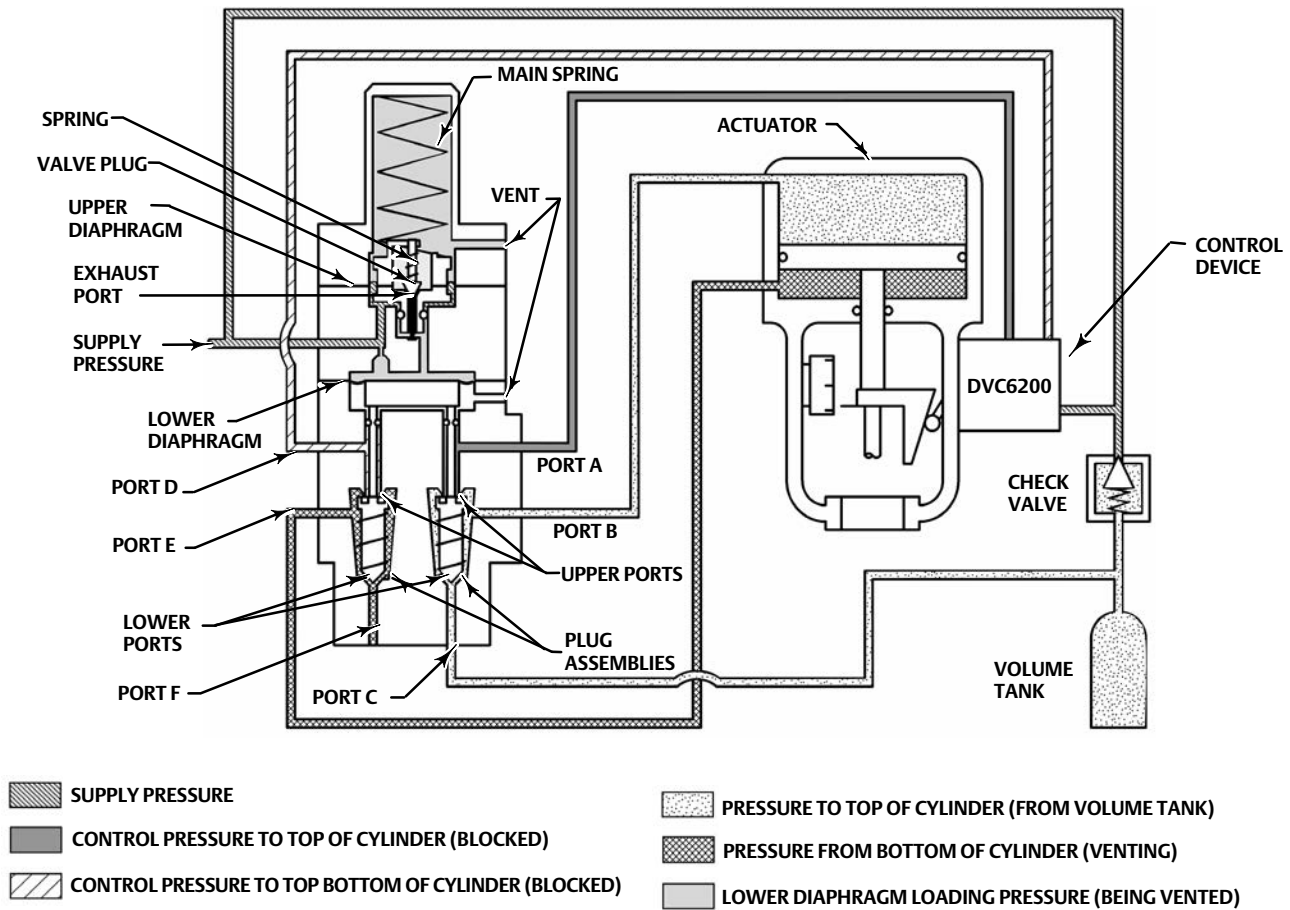 MAIN SPRING
SPRING
ACTUATOR
VALVE PLUG
UPPER
DIAPHRAGM
VENT
CONTROL
DEVICE
EXHAUST
PORT
SUPPLY
PRESSURE
DVC6200
LOWER
DIAPHRAGM
PORT A
PORT D
CHECK
VALVE
PORT E
PORT B
UPPER PORTS
LOWER
PORTS
PLUG
ASSEMBLIES
VOLUME
TANK
PORT F
PORT C
SUPPLY PRESSURE
CONTROL PRESSURE TO TOP OF CYLINDER (BLOCKED)
CONTROL PRESSURE TO TOP BOTTOM OF CYLINDER (BLOCKED)
PRESSURE TO TOP OF CYLINDER (FROM VOLUME TANK)
PRESSURE FROM BOTTOM OF CYLINDER (VENTING)
LOWER DIAPHRAGM LOADING PRESSURE (BEING VENTED)